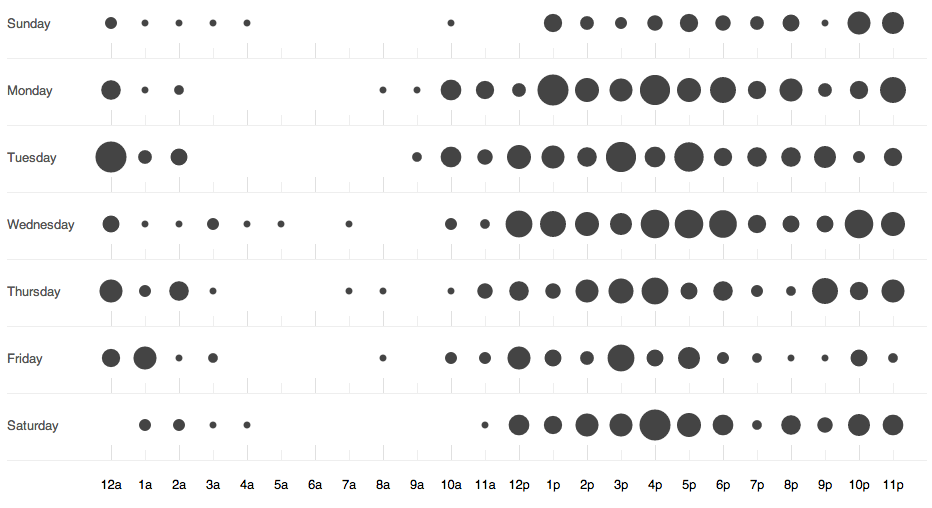 Sunday
Monday
Tuesday
Wednesday
Thursday
Friday
Saturday
12a 1a 2a 3a 4a 5a 6a 7a 8a 9a 10a 11a 12p 1p 2p 3p 4p 5p 6p 7p 8p 9p 10p 11p